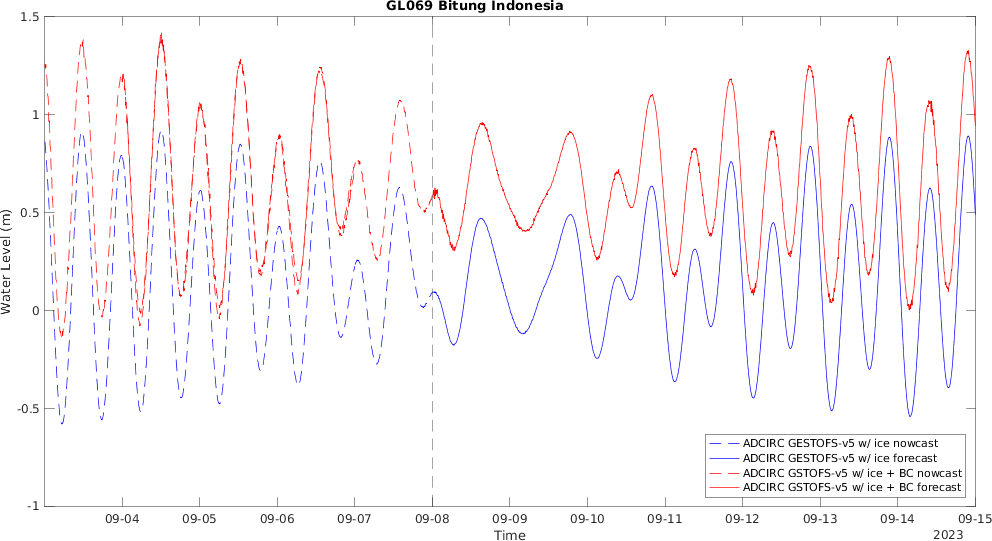 GL069 Bitung Indonesia
1.5
1
0.5
0
-0.5
-1
Water Level (m)
ADCIRC GESTOFS-v5 w/ ice nowcast
ADCIRC GESTOFS-v5 w/ ice forecast
ADCIRC GSTOFS-v5 w/ ice + BC nowcast
ADCIRC GSTOFS-v5 w/ ice + BC forecast
09-04 09-05 09-06 09-07 09-08 09-09 09-10 09-11 09-12 09-13 09-14 09-15
Time
2023